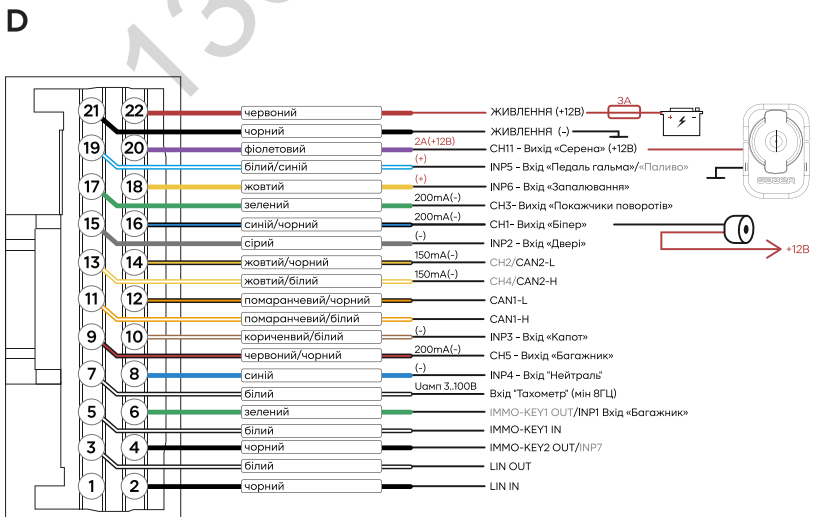 D
21 22 червоний ЖИВЛЕННЯ (+12В) 3А
чорний ЖИВЛЕННЯ (-)
19 20 фіолетовий 2А(+12В) CH11 - Вихід «Серена» (+12В)
білий/синій (+) INP5 - Вхід «Педаль гальма»/«Паливо»
17 18 жовтий (+) INP6 - Вхід «Запалювання»
зелений 200mA(-) CH3- Вихід «Покажчики поворотів»
15 16 синій/чорний 200mA(-) CH1- Вихід «Біпер»
сірий (-) INP2 - Вхід «Двері» +12В
13 14 жовтий/чорний 150mA(-) CH2/CAN2-L
жовтий/білий 150mA(-) CH4/CAN2-H
11 12 помаранчевий/чорний CAN1-L
помаранчевий/білий CAN1-H
9 10 коричневий/білий (-) INP3 - Вхід «Капот»
червоний/чорний 200mA(-) CH5 - Вихід «Багажник»
7 8 синій (-) INP4 - Вхід "Нейтраль"
білий Uамп 3..100В Вхід "Тахометр" (мін 8ГЦ)
5 6 зелений IMMO-KEY1 OUT/INP1 Вхід «Багажник»
білий IMMO-KEY1 IN
3 4 чорний IMMO-KEY2 OUT/INP7
білий LIN OUT
1 2 чорний LIN IN